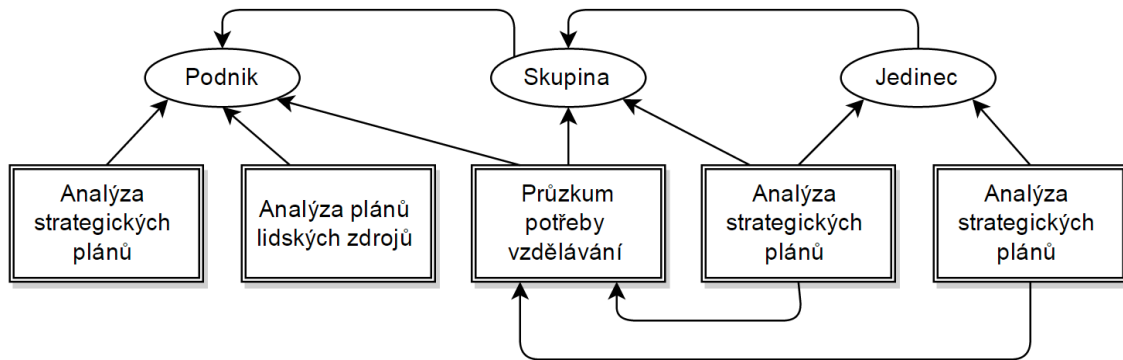 Podnik
Skupina
Jedinec
Analýza
strategických
plánů
Analýza plánů
lidských zdrojů
Průzkum
potřeby
vzdělávání
Analýza
strategických
plánů
Analýza
strategických
plánů